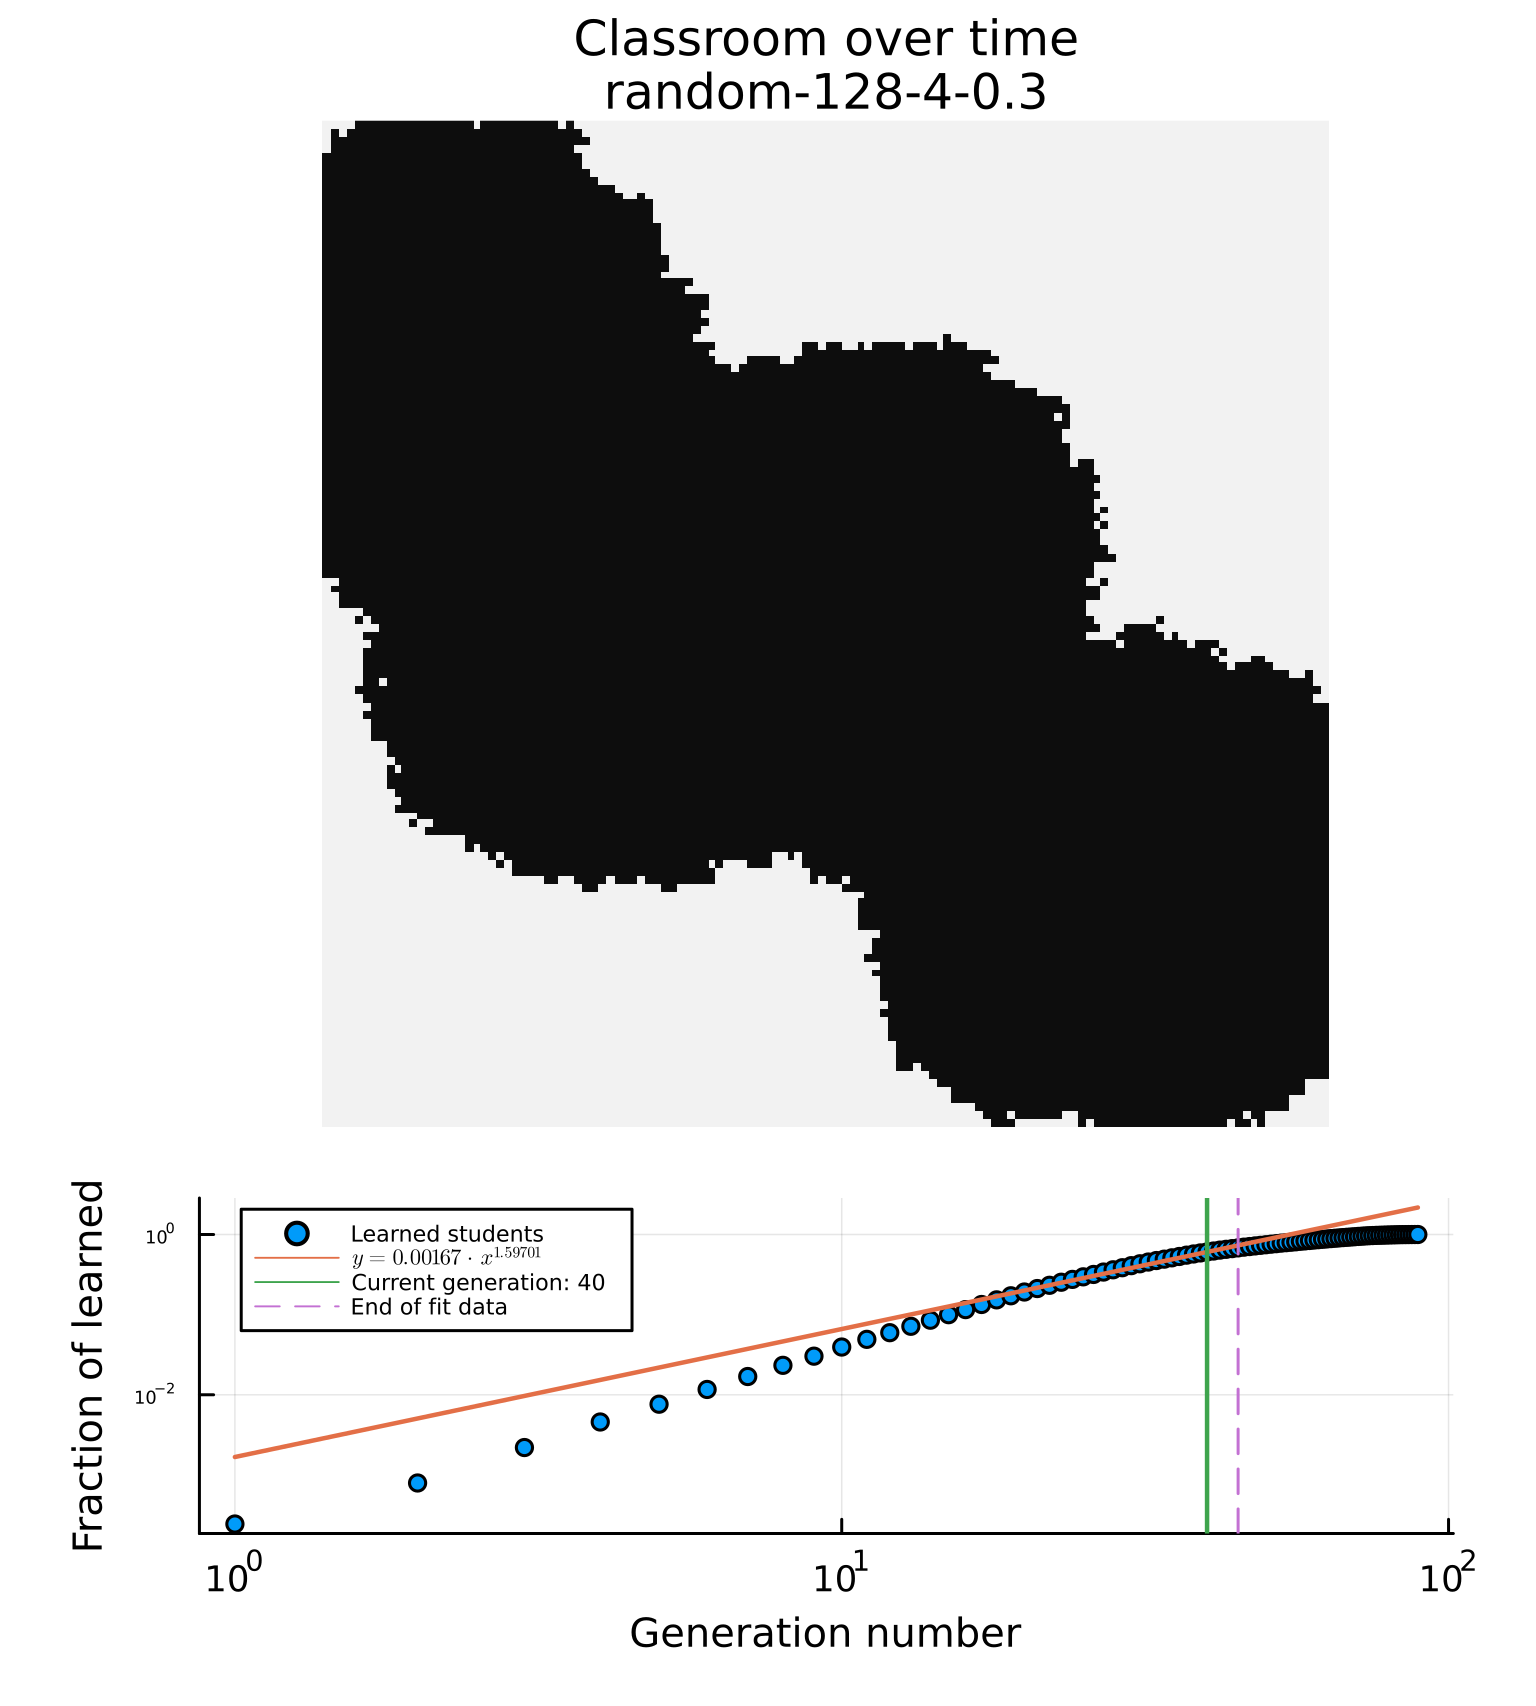 Classroom over time
random-128-4-0.3
Fraction of learned
10^0
10^-2
Learned students
y = 0.00167 · x^1.59701
Current generation: 40
End of fit data
10^0
10^1
10^2
Generation number